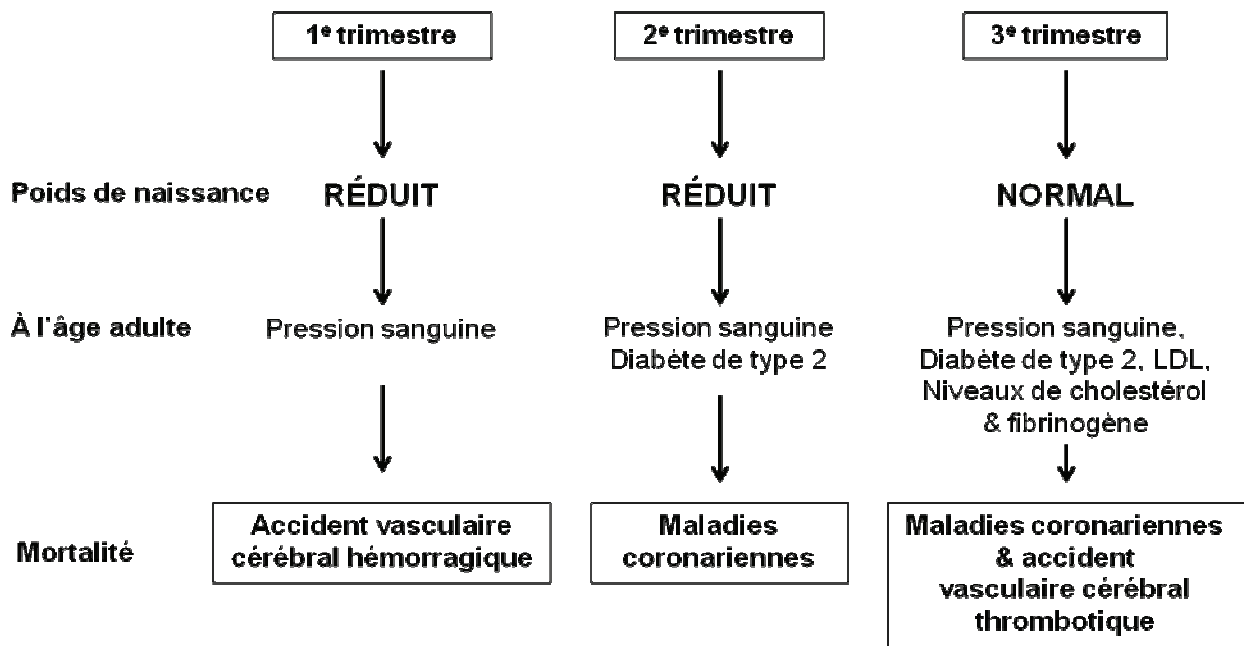 1e trimestre
2e trimestre
3e trimestre
Poids de naissance
RÉDUIT
RÉDUIT
NORMAL
À l'âge adulte
Pression sanguine
Pression sanguine
Diabète de type 2
Pression sanguine,
Diabète de type 2, LDL,
Niveaux de cholestérol
& fibrinogène
Mortalité
Accident vasculaire
cérébral hémorragique
Maladies
coronariennes
Maladies coronariennes
& accident
vasculaire cérébral
thrombotique